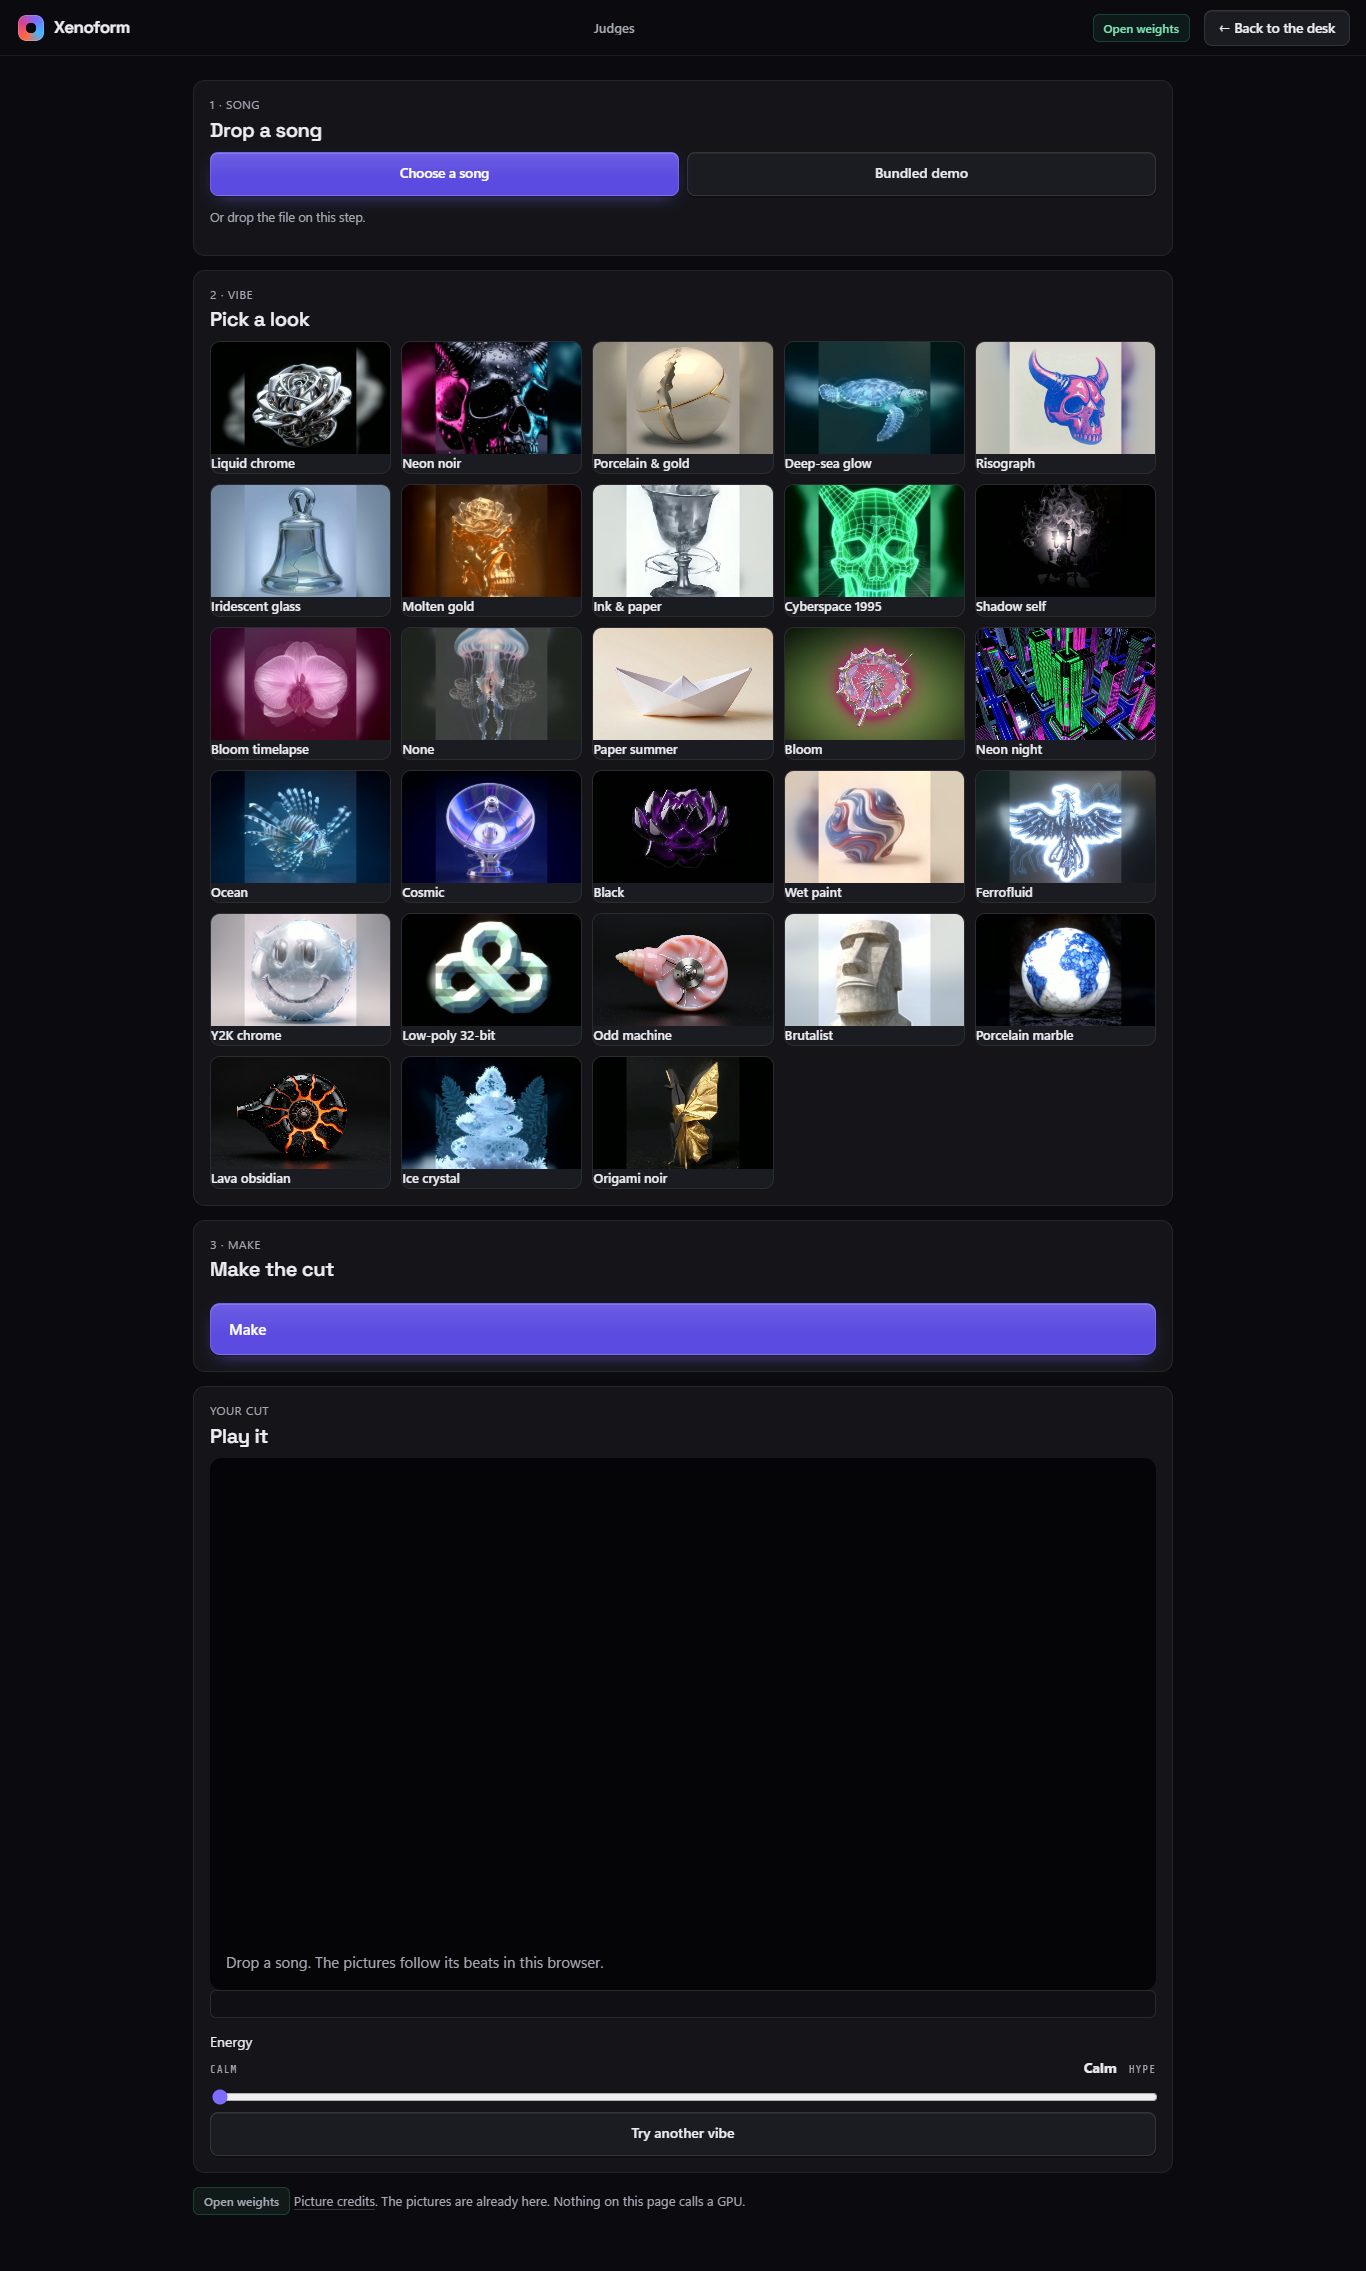 Xenoform
Judges
Open weights
← Back to the desk
1 · SONG
Drop a song
Choose a song
Bundled demo
Or drop the file on this step.
2 · VIBE
Pick a look
Liquid chrome
Neon noir
Porcelain & gold
Deep-sea glow
Risograph
Iridescent glass
Molten gold
Ink & paper
Cyberspace 1995
Shadow self
Bloom timelapse
None
Paper summer
Bloom
Neon night
Ocean
Cosmic
Black
Wet paint
Ferrofluid
Y2K chrome
Low-poly 32-bit
Odd machine
Brutalist
Porcelain marble
Lava obsidian
Ice crystal
Origami noir
3 · MAKE
Make the cut
Make
YOUR CUT
Play it
Drop a song. The pictures follow its beats in this browser.
Energy
CALM
Calm
HYPE
Try another vibe
Open weights
Picture credits. The pictures are already here. Nothing on this page calls a GPU.